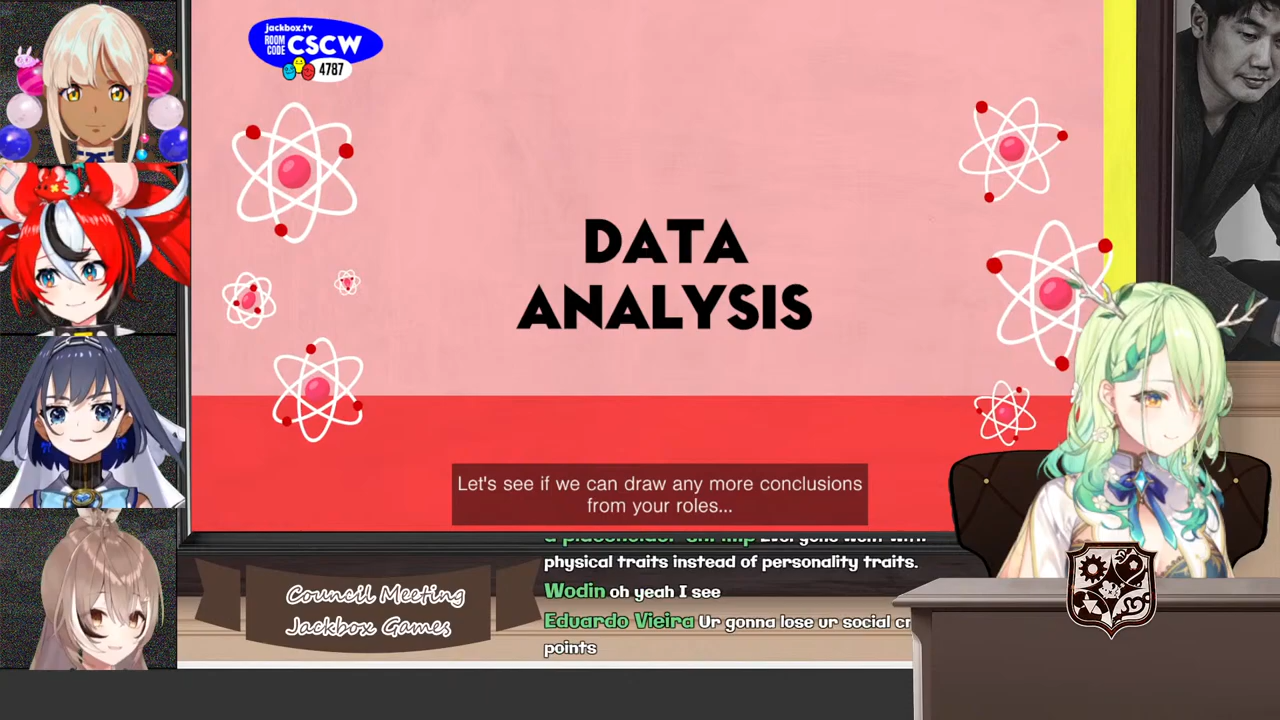 jackbox.tv
ROOM
CODE
CSCW
4787
DATA
ANALYSIS
Let's see if we can draw any more conclusions
from your roles...
physical traits instead of personality traits.
Wodin oh yeah I see
Eduardo Vieira Ur gonna lose ur social cr
points
Council Meeting
Jackbox Games